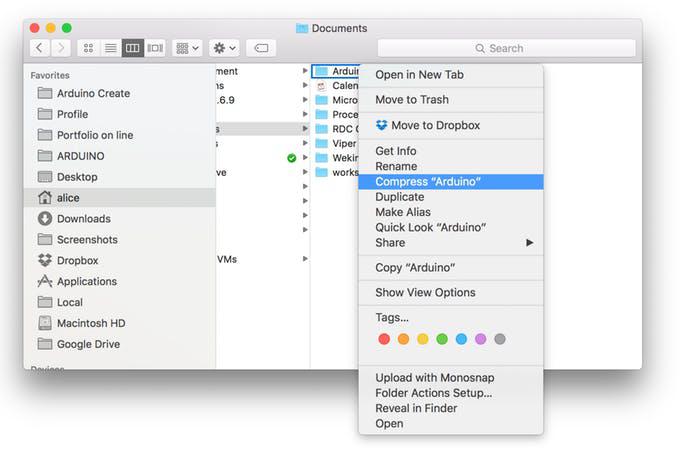 Documents
Search
Favorites
Arduino Create
Profile
Portfolio on line
ARDUINO
Desktop
alice
Downloads
Screenshots
Dropbox
Applications
Local
Macintosh HD
Google Drive
ment
ns
.6.9
s
s
ve
VMs
Arduin
Calen
Micro
Proce
RDC
Viper
Wekin
works
Open in New Tab
Move to Trash
Move to Dropbox
Get Info
Rename
Compress “Arduino”
Duplicate
Make Alias
Quick Look “Arduino”
Share
Copy “Arduino”
Show View Options
Tags...
Upload with Monosnap
Folder Actions Setup...
Reveal in Finder
Open